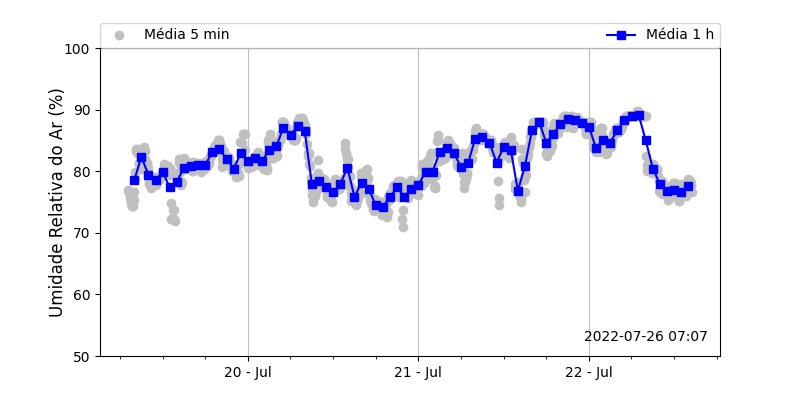 Média 5 min
Média 1 h
Umidade Relativa do Ar (%)
100
90
80
70
60
50
2022-07-26 07:07
20 - Jul
21 - Jul
22 - Jul